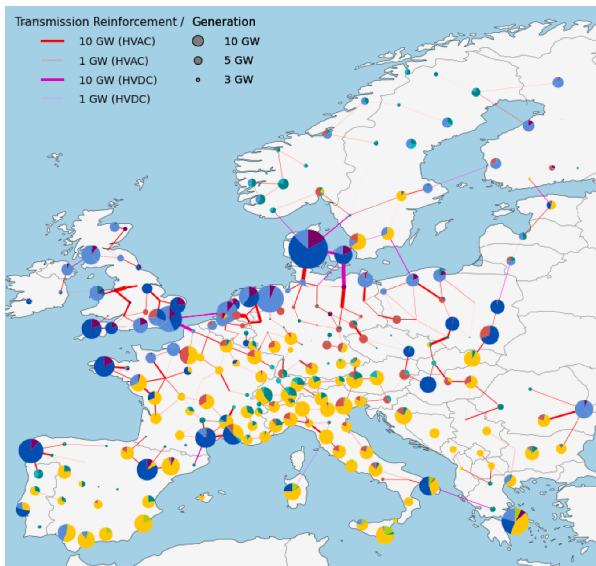 Transmission Reinforcement / Generation
10 GW (HVAC) 10 GW
1 GW (HVAC) 5 GW
10 GW (HVDC) 3 GW
1 GW (HVDC)